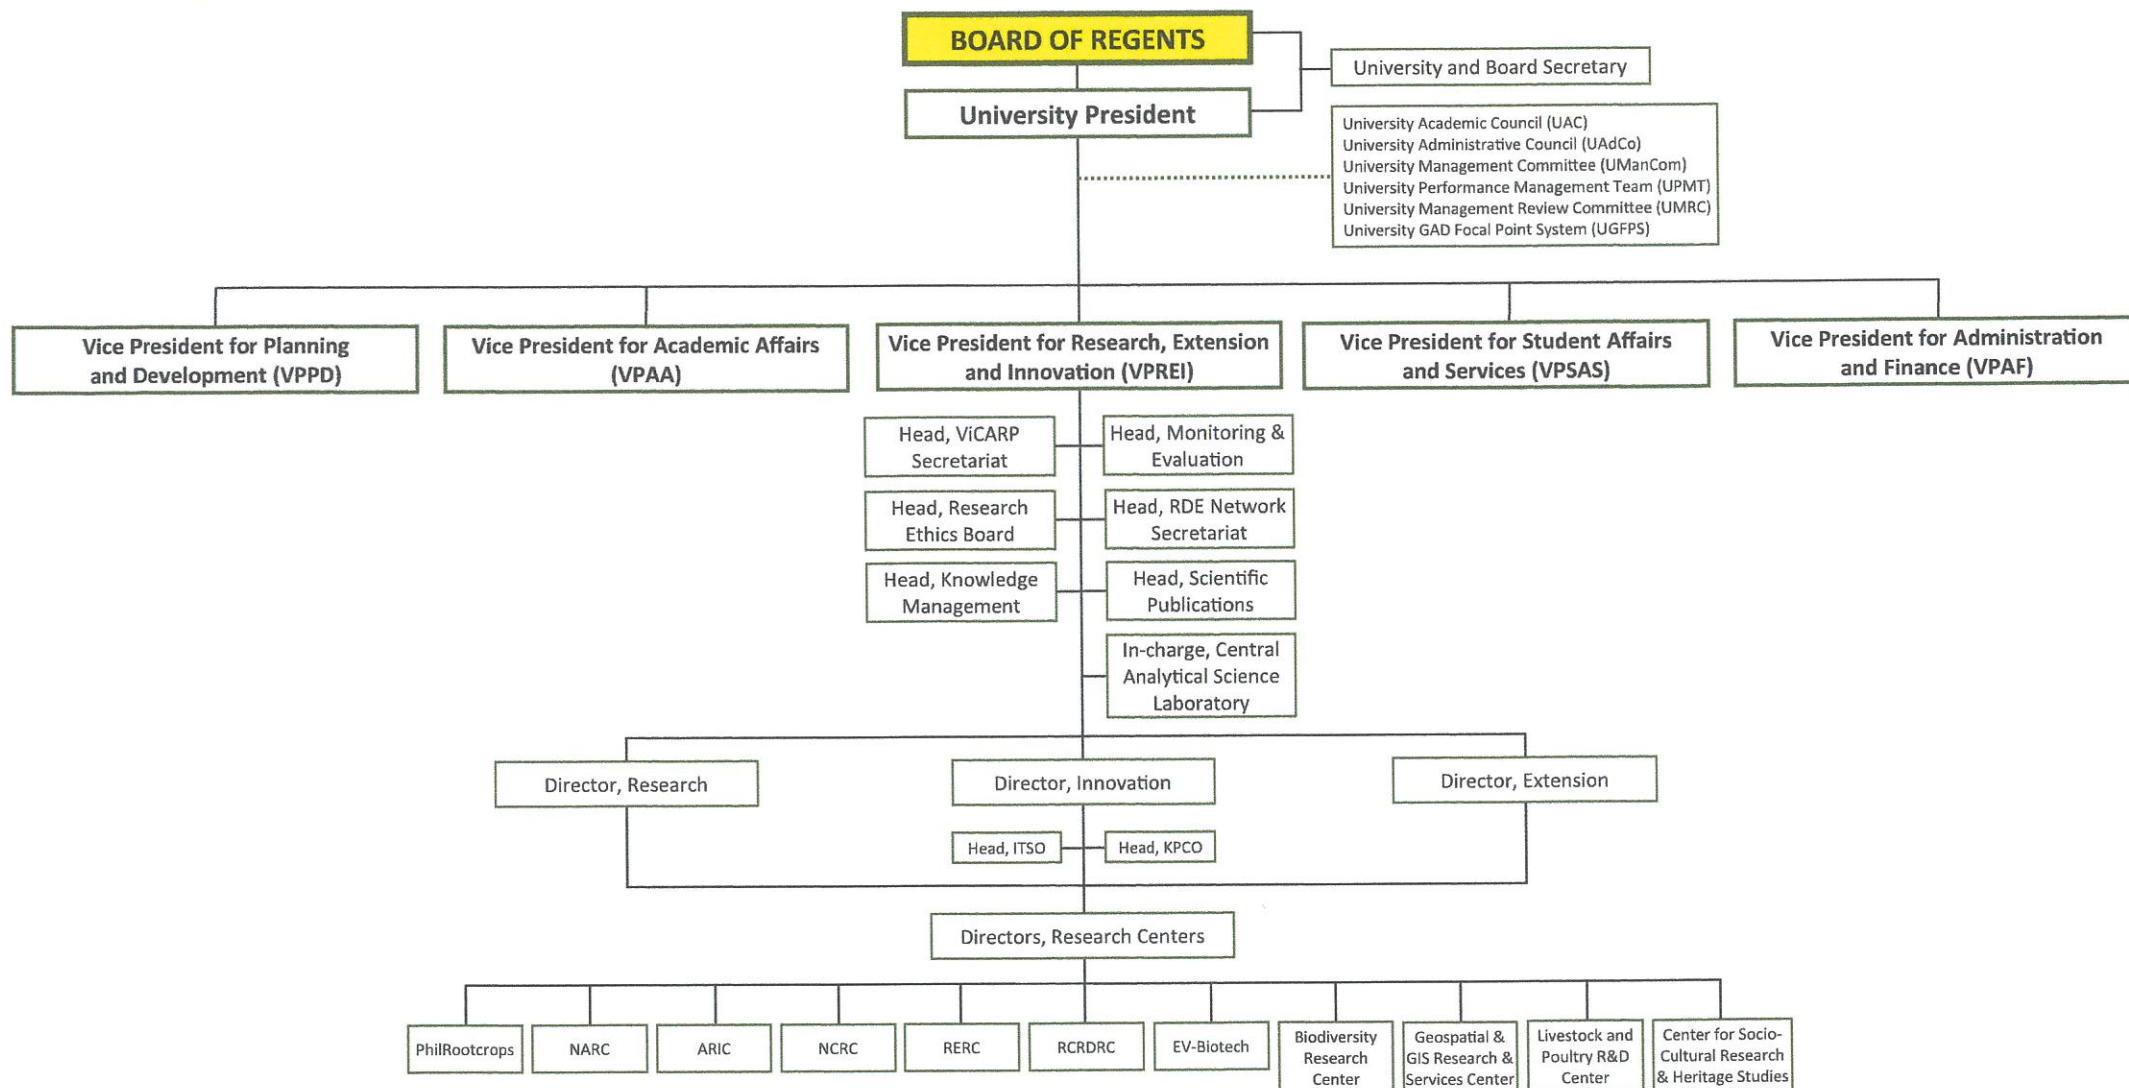 BOARD OF REGENTS
University and Board Secretary
University President
University Academic Council (UAC)
University Administrative Council (UAdCo)
University Management Committee (UManCom)
University Performance Management Team (UPMT)
University Management Review Committee (UMRC)
University GAD Focal Point System (UGFPS)
Vice President for Planning
and Development (VPPD)
Vice President for Academic Affairs
(VPAA)
Vice President for Research, Extension
and Innovation (VPREI)
Vice President for Student Affairs
and Services (VPSAS)
Vice President for Administration
and Finance (VPAF)
Head, ViCARP
Secretariat
Head, Monitoring &
Evaluation
Head, Research
Ethics Board
Head, RDE Network
Secretariat
Head, Knowledge
Management
Head, Scientific
Publications
In-charge, Central
Analytical Science
Laboratory
Director, Research
Director, Innovation
Director, Extension
Head, ITSO
Head, KPCO
Directors, Research Centers
PhilRootcrops
NARC
ARIC
NCRC
RERC
RCRDRC
EV-Biotech
Biodiversity
Research
Center
Geospatial &
GIS Research &
Services Center
Livestock and
Poultry R&D
Center
Center for Socio-
Cultural Research
& Heritage Studies